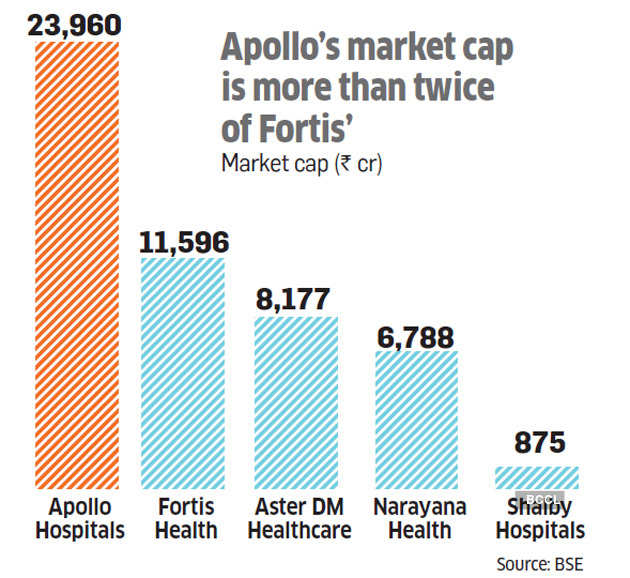 23,960
Apollo's market cap
is more than twice
of Fortis'
Market cap (₹ cr)
11,596
8,177
6,788
875
Apollo
Hospitals
Fortis
Health
Aster DM
Healthcare
Narayana
Health
Shalby
Hospitals
BCCL
Source: BSE